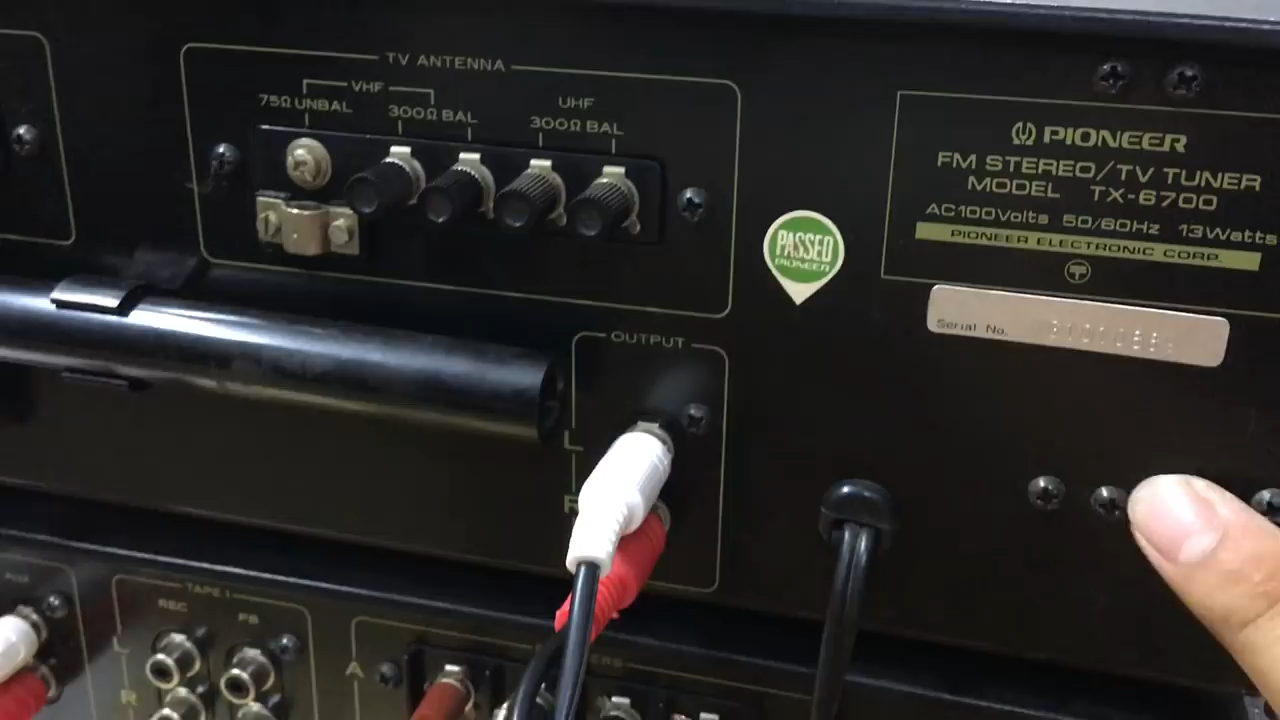 TV ANTENNA
VHF
75Ω UNBAL
300Ω BAL
UHF
300Ω BAL
PASSED
PIONEER
PIONEER
FM STEREO/TV TUNER
MODEL TX-6700
AC100Volts 50/60Hz 13Watts
PIONEER ELECTRONIC CORP.
〒
Serial No.
OUTPUT
L
R
TAPE 1
REC
PB
L
R
A